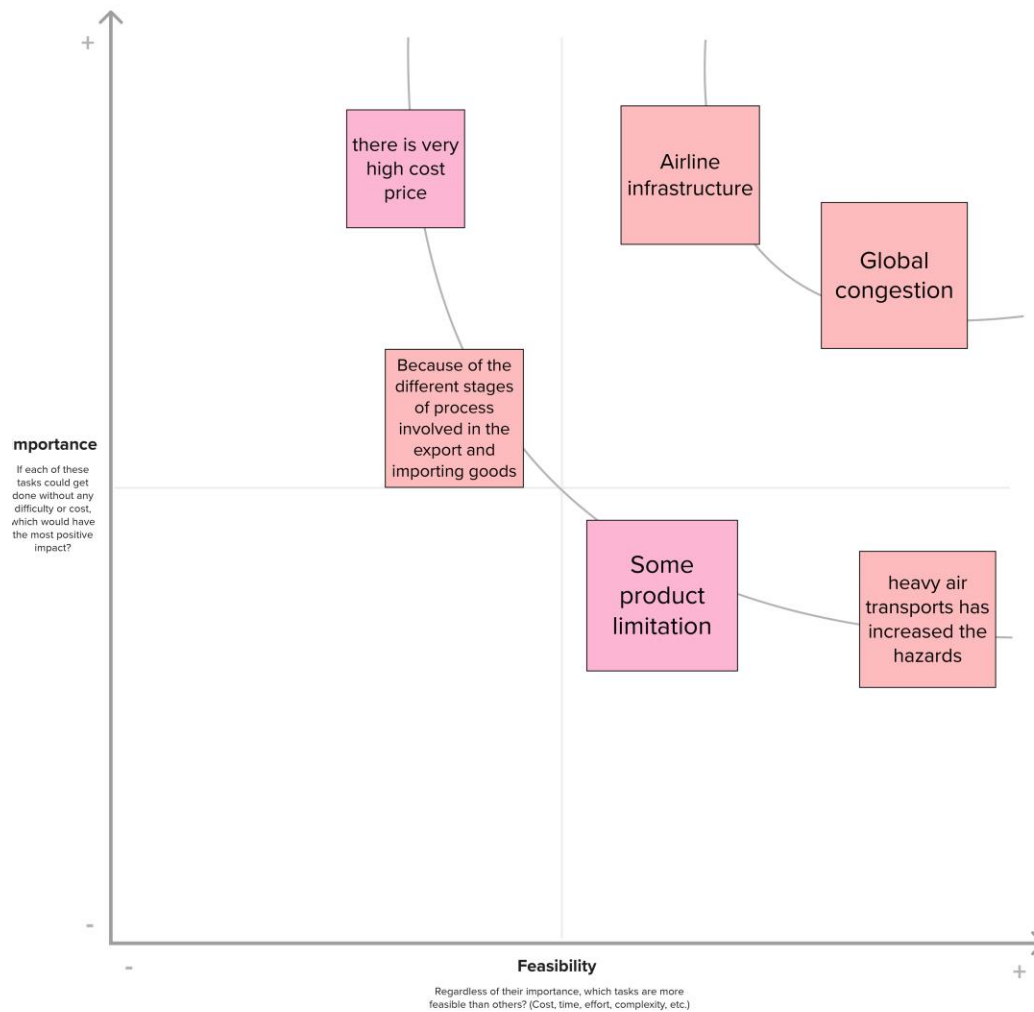 +
there is very
high cost
price
Airline
infrastructure
Global
congestion
Because of the
different stages
of process
involved in the
export and
importing goods
mportance
If each of these
tasks could get
done without any
difficulty or cost,
which would have
the most positive
impact?
Some
product
limitation
heavy air
transports has
increased the
hazards
-
-
Feasibility
+
Regardless of their importance, which tasks are more
feasible than others? (Cost, time, effort, complexity, etc.)